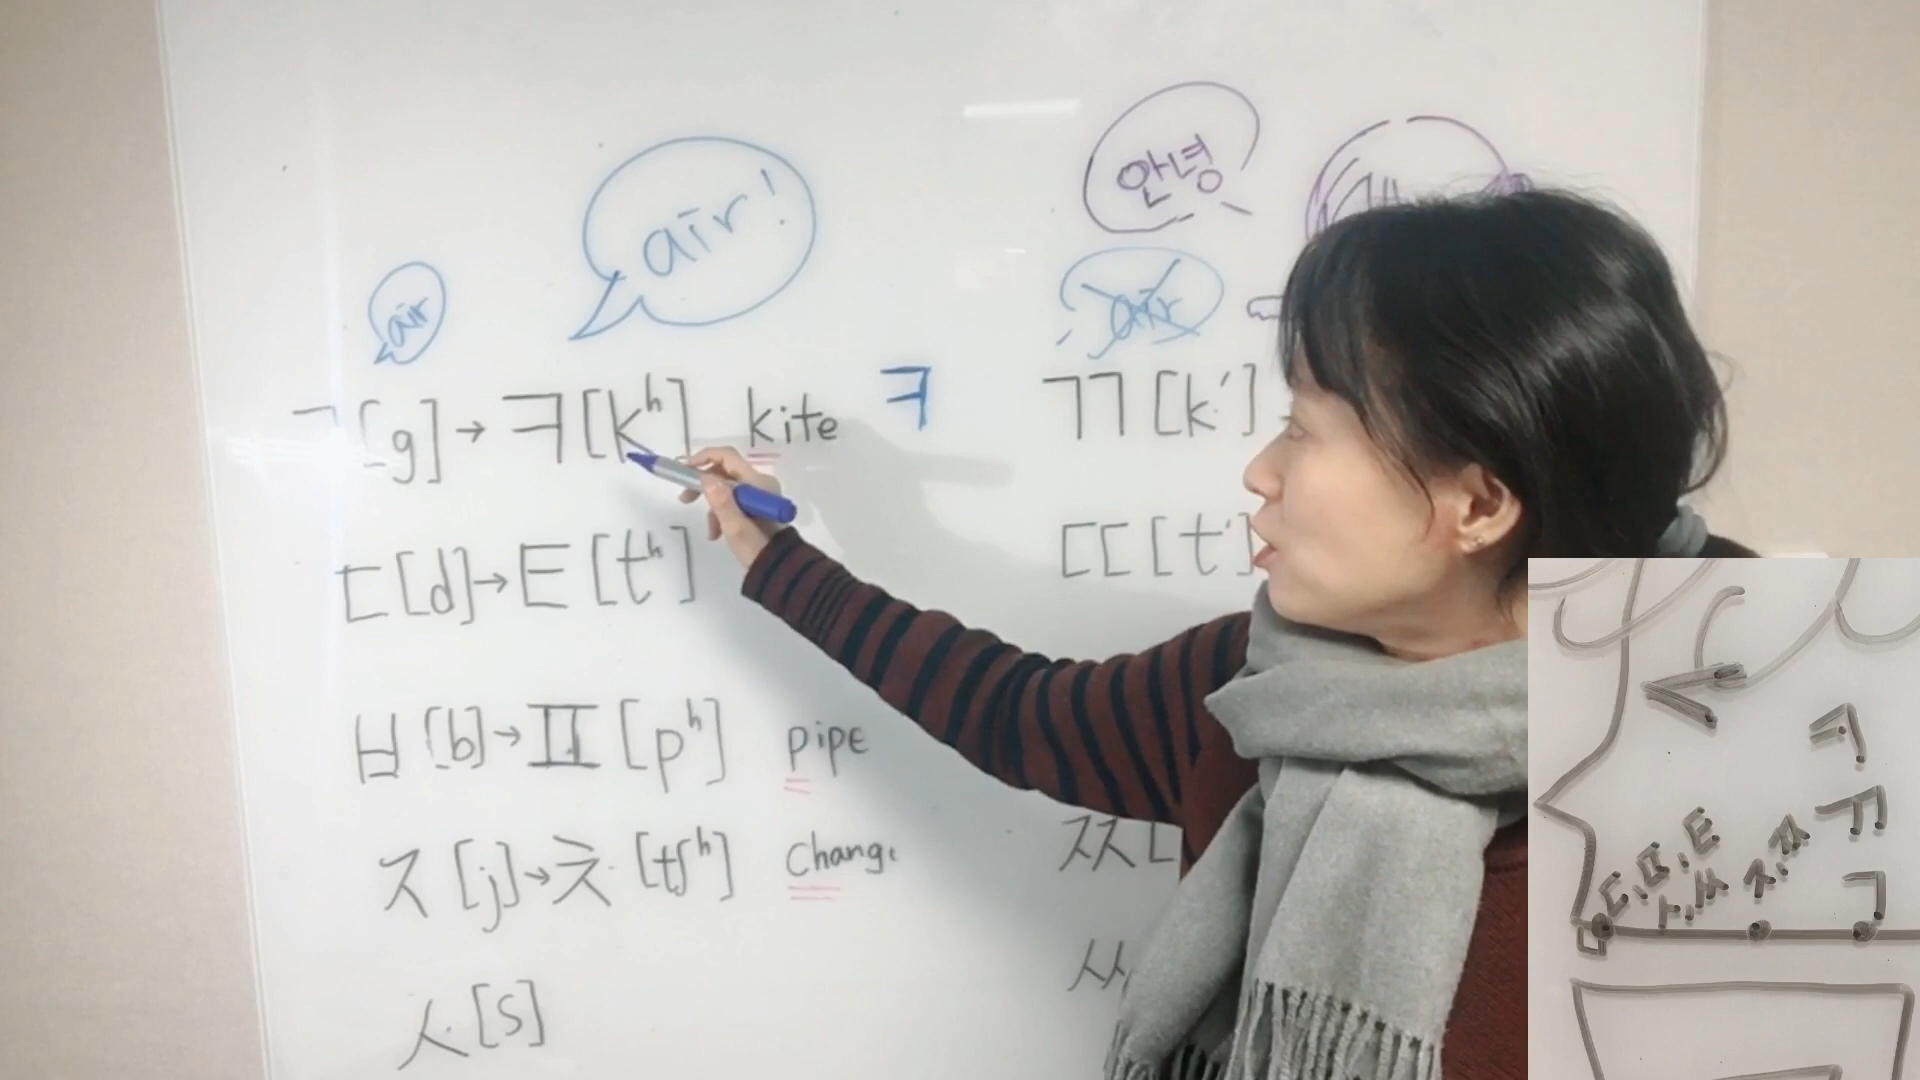 안녕
air!
air
air
ㄱ [g] → ㅋ [kʰ] kite ㅋ
ㄲ [k']
ㄷ [d] → ㅌ [tʰ]
ㄸ [t']
ㅂ [b] → ㅍ [pʰ] pipe
ㅈ [j] → ㅊ [tʃʰ] Change
ㅉ [
ㅅ [s]
ㅆ
ㅋ
ㄲ
ㄱ
ㄷ, ㄸ, ㅌ
ㅅ, ㅆ
ㅈ, ㅉ